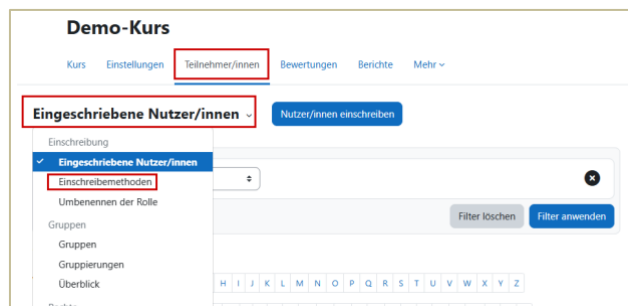 Demo-Kurs
Kurs Einstellungen Teilnehmer/innen Bewertungen Berichte Mehr
Eingeschriebene Nutzer/innen Nutzer/innen einschreiben
Einschreibung
Eingeschriebene Nutzer/innen
Einschreibemethoden
Umbenennen der Rolle
Filter löschen Filter anwenden
Gruppen
Gruppen
Gruppierungen
Überblick H I J K L M N O P Q R S T U V W X Y Z